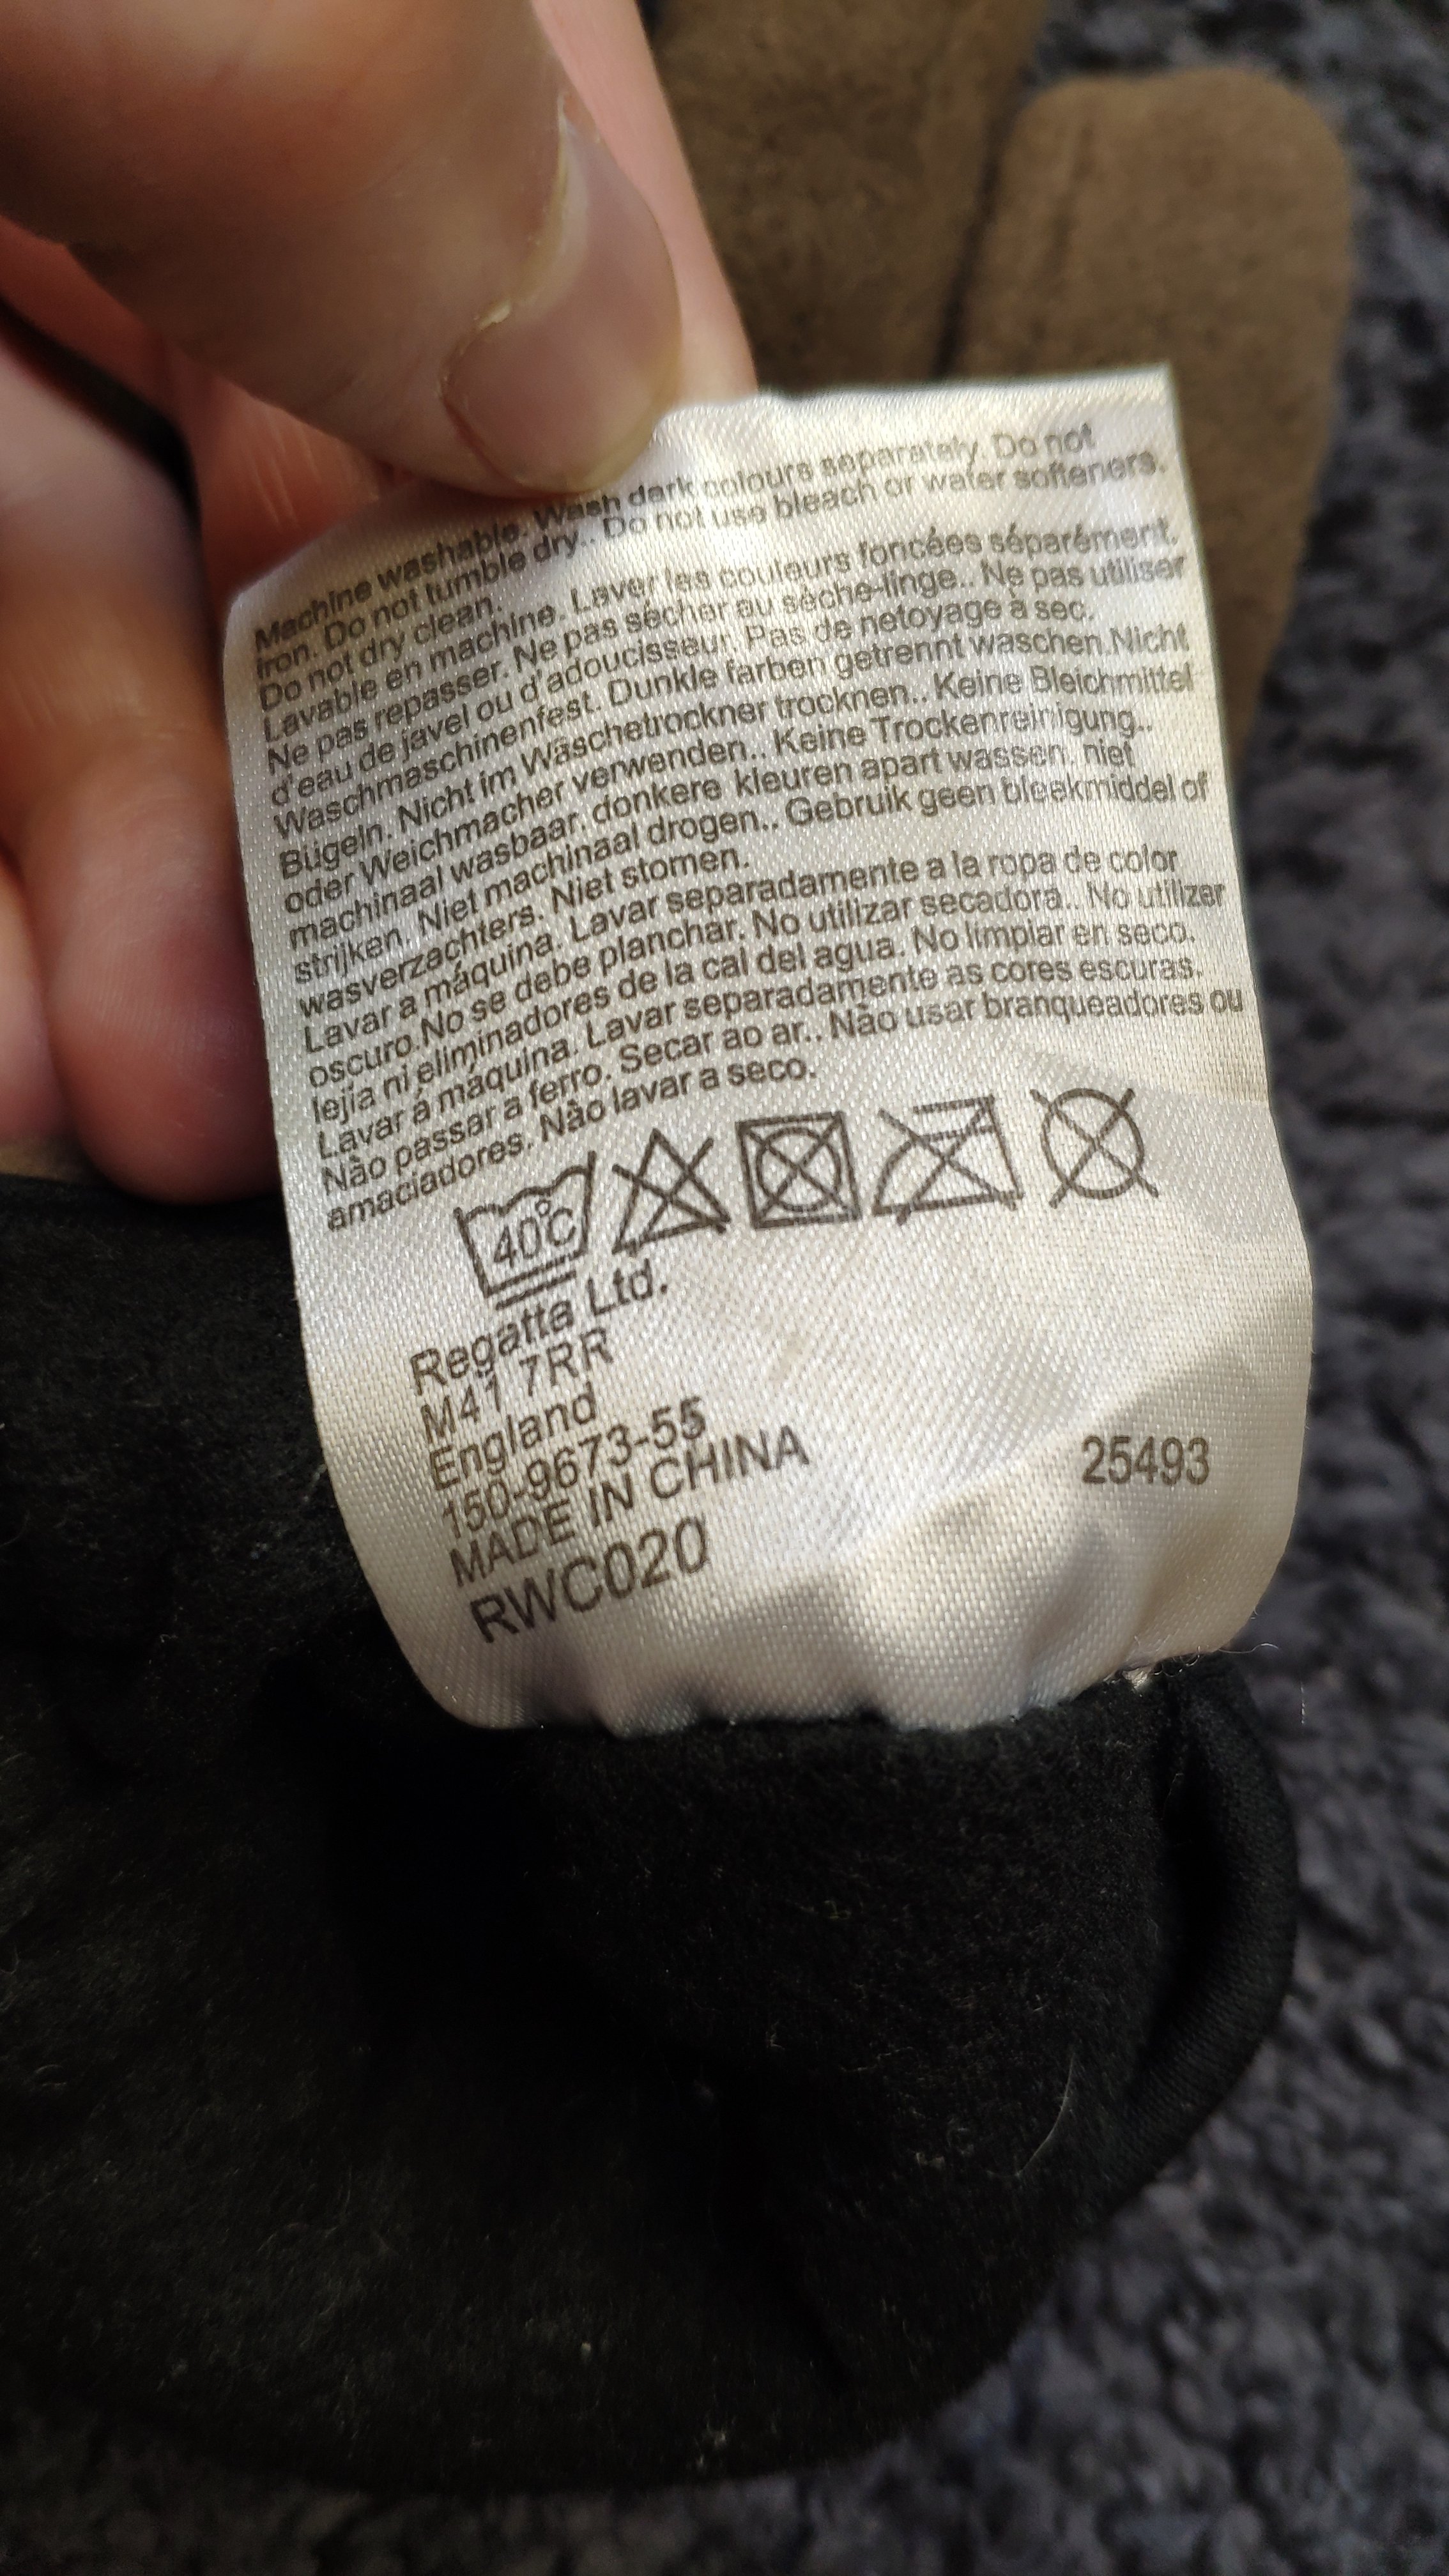 Machine washable. Wash dark colours separately. Do not
iron. Do not tumble dry.. Do not use bleach or water softeners.
Do not dry clean.
Lavable en machine. Laver les couleurs foncées séparément.
Ne pas repasser. Ne pas sécher au sèche-linge.. Ne pas utiliser
d'eau de javel ou d'adoucisseur. Pas de netoyage à sec.
Waschmaschinenfest. Dunkle farben getrennt waschen.Nicht
Bügeln. Nicht im Wäschetrockner trocknen.. Keine Bleichmittel
oder Weichmacher verwenden.. Keine Trockenreinigung..
machinaal wasbaar. donkere kleuren apart wassen. niet
strijken. Niet machinaal drogen.. Gebruik geen bleekmiddel of
wasverzachters. Niet stomen.
Lavar a máquina. Lavar separadamente a la ropa de color
oscuro.No se debe planchar. No utilizar secadora.. No utilizar
lejia ni eliminadores de la cal del agua. No limpiar en seco.
Lavar á máquina. Lavar separadamente as cores escuras.
Não passar a ferro. Secar ao ar.. Não usar branqueadores ou
amaciadores. Não lavar a seco.
40°C
Regatta Ltd.
M41 7RR
England
150-9673-55
MADE IN CHINA 25493
RWC020